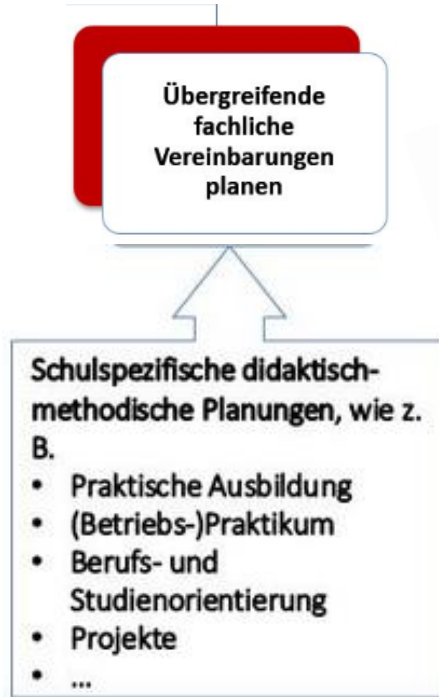 Übergreifende
fachliche
Vereinbarungen
planen
Schulspezifische didaktisch-
methodische Planungen, wie z.
B.
• Praktische Ausbildung
• (Betriebs-)Praktikum
• Berufs- und
Studienorientierung
• Projekte
• ...